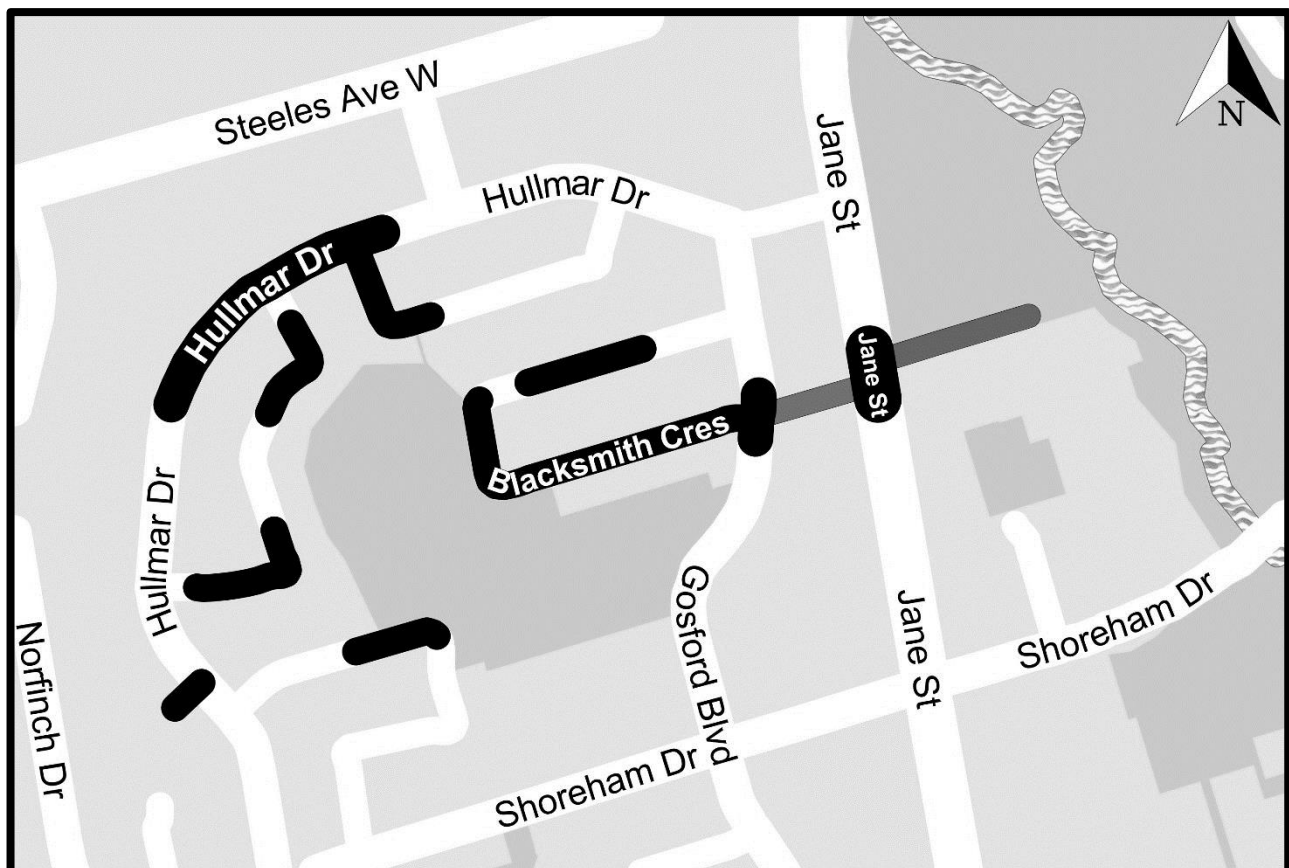 Steeles Ave W
N
Jane St
Hullmar Dr
Hullmar Dr
Jane St
Blacksmith Cres
Hullmar Dr
Gosford Blvd
Jane St
Shoreham Dr
Norfinch Dr
Shoreham Dr